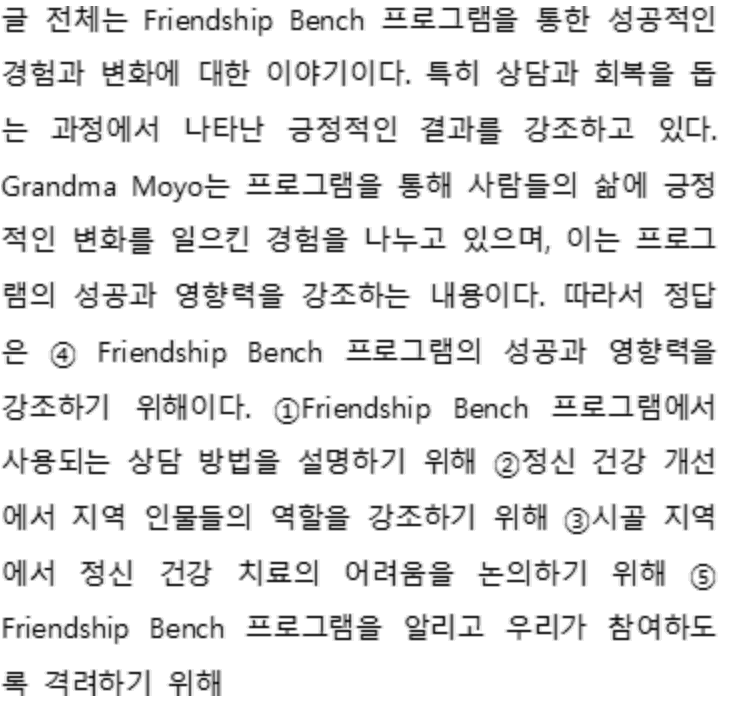 글 전체는 Friendship Bench 프로그램을 통한 성공적인
경험과 변화에 대한 이야기이다. 특히 상담과 회복을 돕
는 과정에서 나타난 긍정적인 결과를 강조하고 있다.
Grandma Moyo는 프로그램을 통해 사람들의 삶에 긍정
적인 변화를 일으킨 경험을 나누고 있으며, 이는 프로그
램의 성공과 영향력을 강조하는 내용이다. 따라서 정답
은 ④ Friendship Bench 프로그램의 성공과 영향력을
강조하기 위해이다. ①Friendship Bench 프로그램에서
사용되는 상담 방법을 설명하기 위해 ②정신 건강 개선
에서 지역 인물들의 역할을 강조하기 위해 ③시골 지역
에서 정신 건강 치료의 어려움을 논의하기 위해 ⑤
Friendship Bench 프로그램을 알리고 우리가 참여하도
록 격려하기 위해